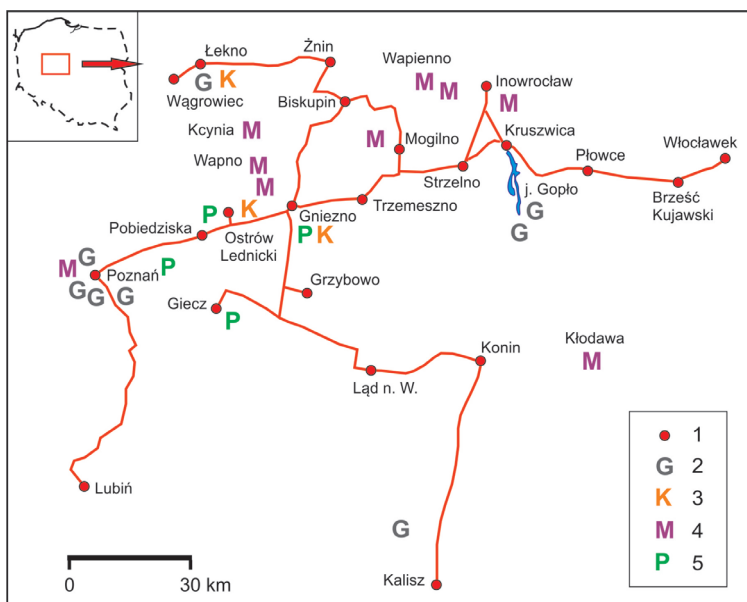 Łekno
Żnin
Wapienno
G K
M M
Inowrocław
Wągrowiec
Biskupin
M
Kcynia M
M Mogilno
Kruszwica
Włocławek
Wapno M
M
Strzelno
j. Gopło
Płowce
P K
Gniezno
Trzemeszno
G
G
Brześć
Kujawski
Pobiedziska
Ostrów
Lednicki
P K
M G
Poznań P
G G G
Grzybowo
Giecz
P
Konin
Kłodawa
M
Ląd n. W.
Lubiń
G
Kalisz
0 30 km
1
G 2
K 3
M 4
P 5